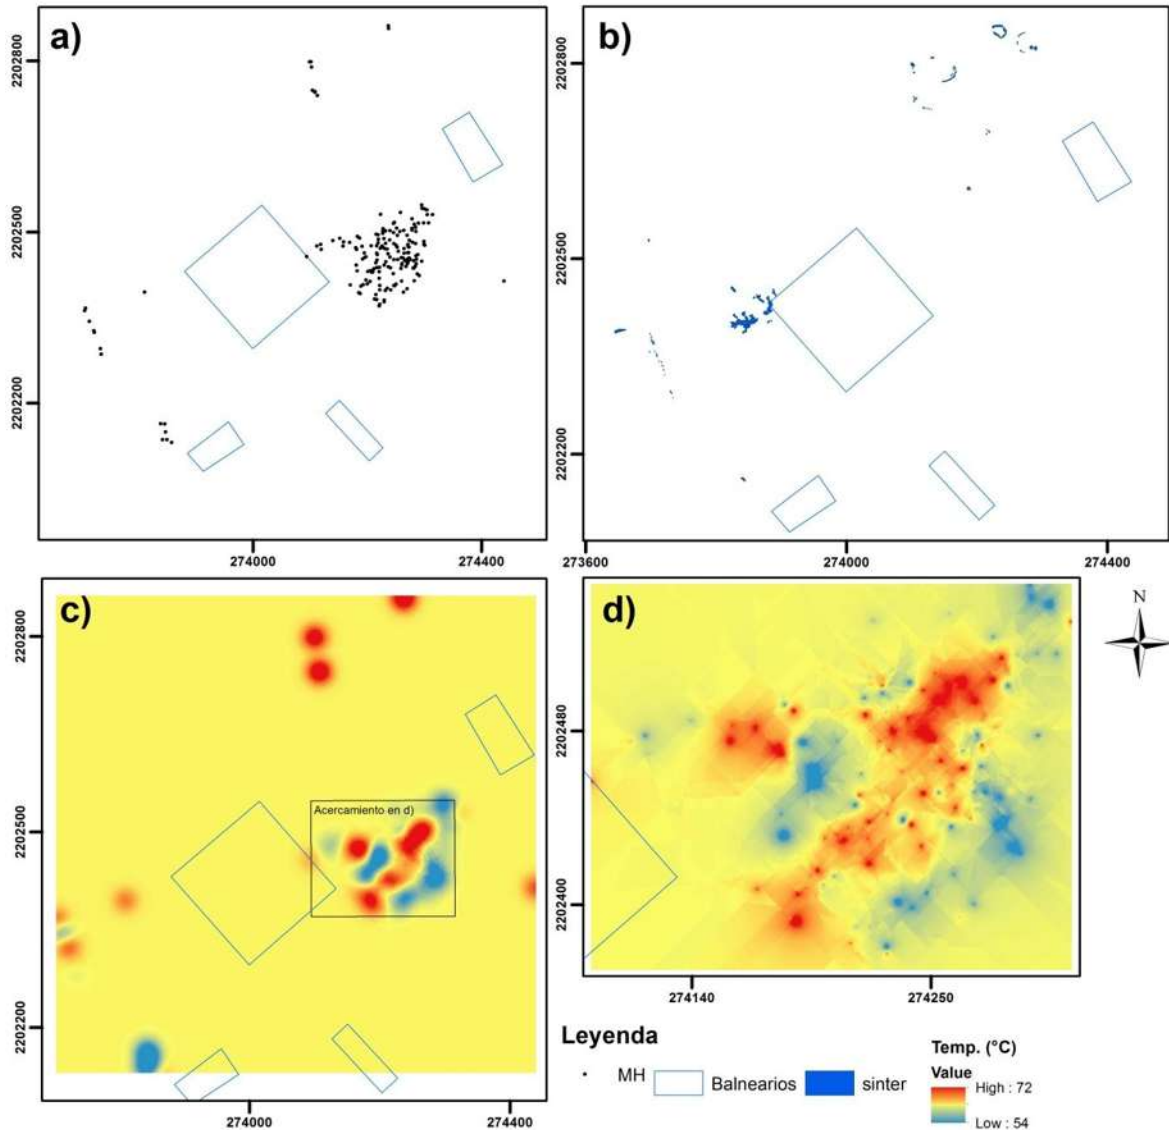 a)
2202800
2202500
2202200
274000
274400
b)
2202800
2202500
2202200
273600
274000
274400
c)
Acercamiento en d)
2202800
2202500
2202200
274000
274400
d)
2202480
2202400
274140
274250
N
Leyenda
MH
Balnearios
sinter
Temp. (°C)
Value
High : 72
Low : 54